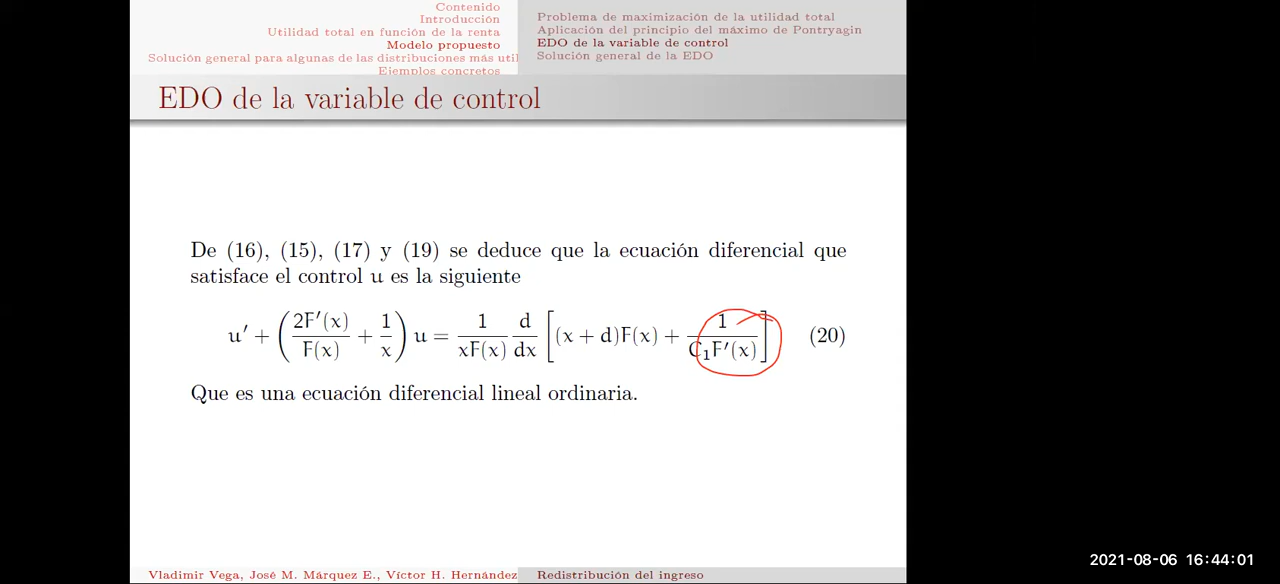 Contenido
Introducción
Utilidad total en función de la renta
Modelo propuesto
Solución general para algunas de las distribuciones más util
Ejemplos concretos
Problema de maximización de la utilidad total
Aplicación del principio del máximo de Pontryagin
EDO de la variable de control
Solución general de la EDO
EDO de la variable de control
De (16), (15), (17) y (19) se deduce que la ecuación diferencial que
satisface el control u es la siguiente
u′ + (2F′(x)/F(x) + 1/x) u = 1/(xF(x)) d/dx [(x + d)F(x) + 1/(C₁F′(x))] (20)
Que es una ecuación diferencial lineal ordinaria.
Vladimir Vega, José M. Márquez E., Víctor H. Hernández
Redistribución del ingreso
2021-08-06 16:44:01